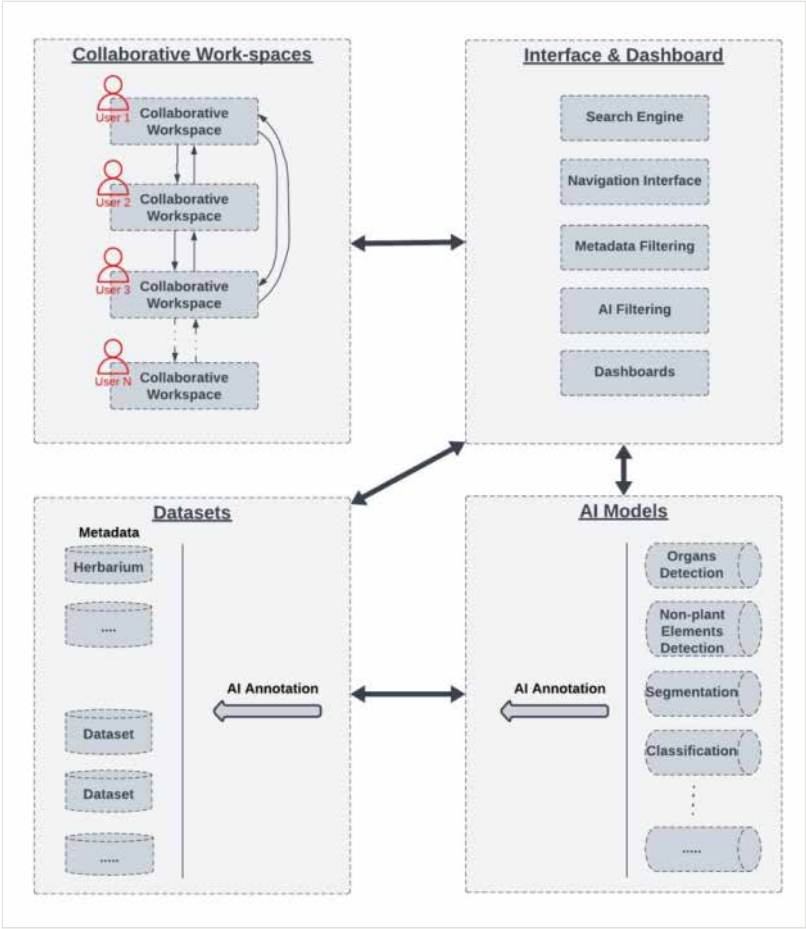 Collaborative Work-spaces
User 1
Collaborative
Workspace
User 2
Collaborative
Workspace
User 3
Collaborative
Workspace
User N
Collaborative
Workspace
Interface & Dashboard
Search Engine
Navigation Interface
Metadata Filtering
AI Filtering
Dashboards
Datasets
Metadata
Herbarium
....
Dataset
Dataset
.....
AI Annotation
AI Models
AI Annotation
Organs
Detection
Non-plant
Elements
Detection
Segmentation
Classification
.....